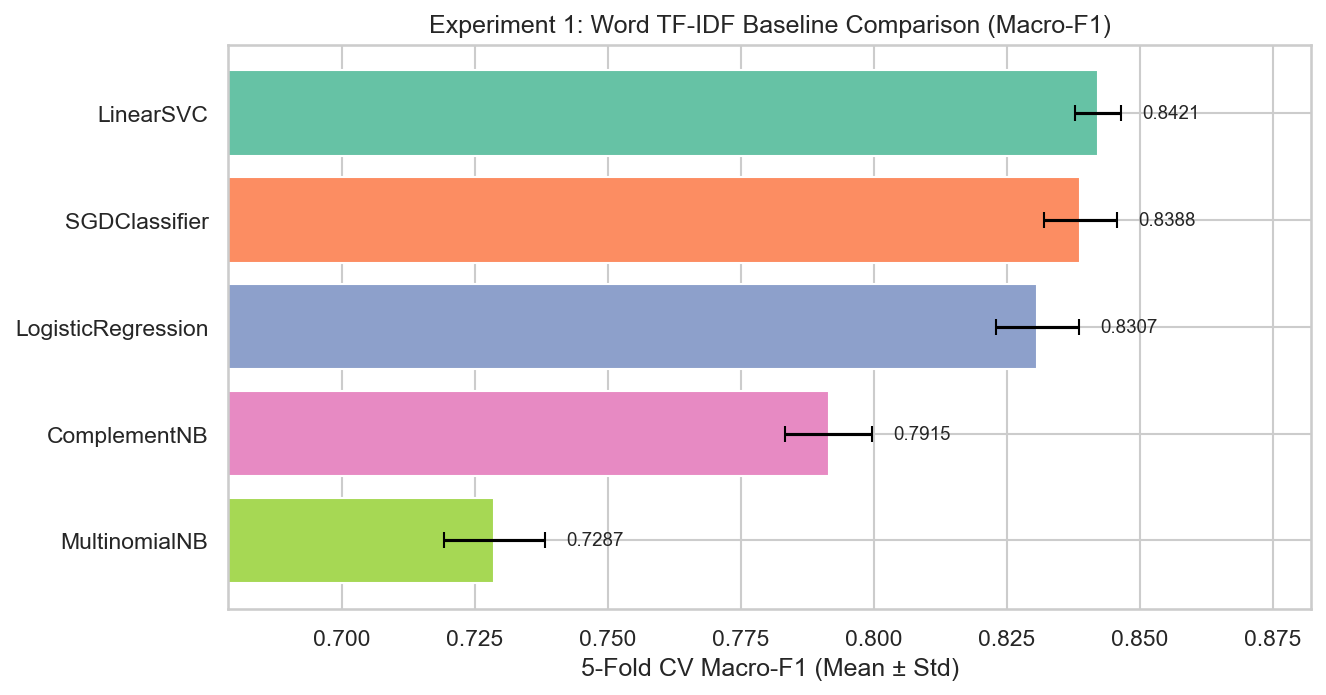 Experiment 1: Word TF-IDF Baseline Comparison (Macro-F1)
LinearSVC
0.8421
SGDClassifier
0.8388
LogisticRegression
0.8307
ComplementNB
0.7915
MultinomialNB
0.7287
0.700 0.725 0.750 0.775 0.800 0.825 0.850 0.875
5-Fold CV Macro-F1 (Mean ± Std)